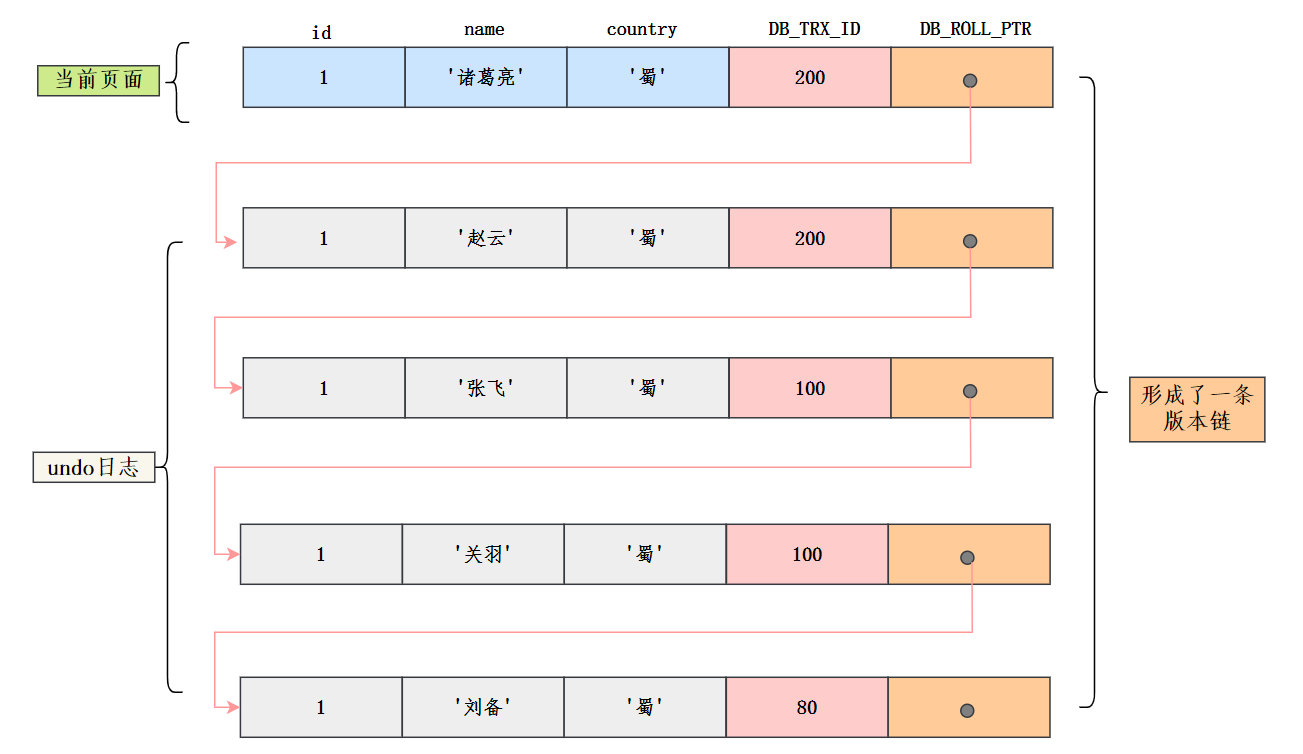 id name country DB_TRX_ID DB_ROLL_PTR
当前页面
1 '诸葛亮' '蜀' 200
1 '赵云' '蜀' 200
1 '张飞' '蜀' 100
形成了一条
版本链
undo日志
1 '关羽' '蜀' 100
1 '刘备' '蜀' 80